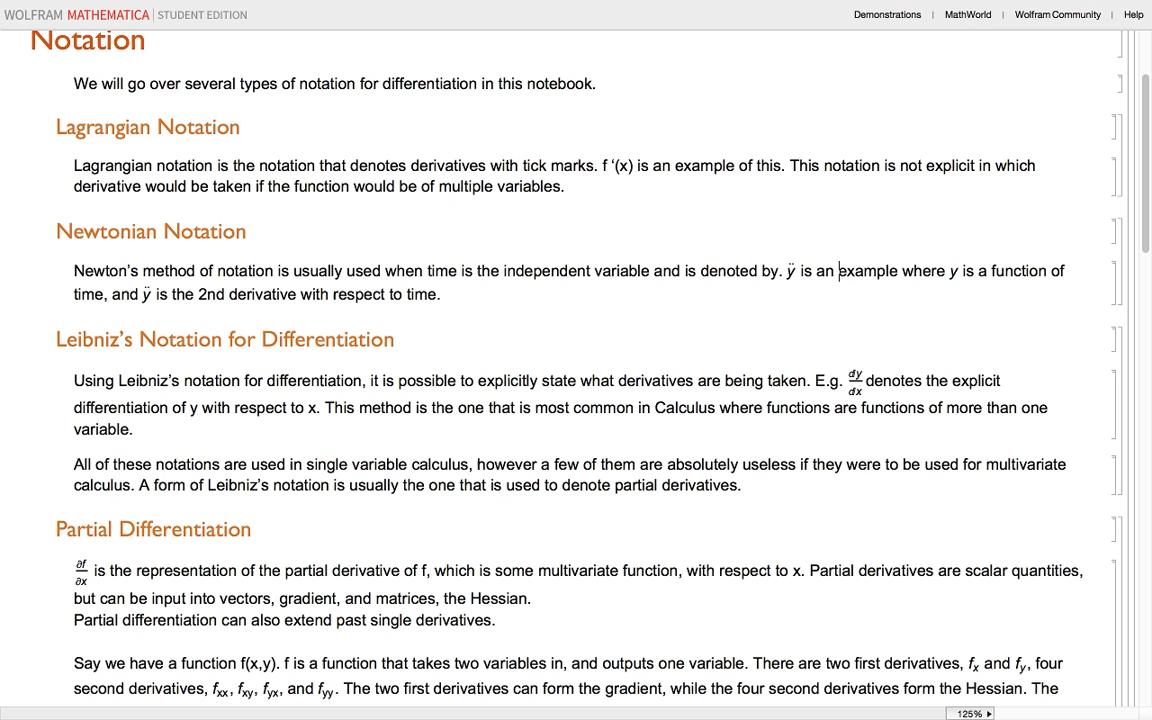 WOLFRAM MATHEMATICA | STUDENT EDITION
Demonstrations | MathWorld | Wolfram Community | Help
Notation
We will go over several types of notation for differentiation in this notebook.
Lagrangian Notation
Lagrangian notation is the notation that denotes derivatives with tick marks. f '(x) is an example of this. This notation is not explicit in which
derivative would be taken if the function would be of multiple variables.
Newtonian Notation
Newton's method of notation is usually used when time is the independent variable and is denoted by. ÿ is an example where y is a function of
time, and ÿ is the 2nd derivative with respect to time.
Leibniz's Notation for Differentiation
Using Leibniz's notation for differentiation, it is possible to explicitly state what derivatives are being taken. E.g. dy/dx denotes the explicit
differentiation of y with respect to x. This method is the one that is most common in Calculus where functions are functions of more than one
variable.
All of these notations are used in single variable calculus, however a few of them are absolutely useless if they were to be used for multivariate
calculus. A form of Leibniz's notation is usually the one that is used to denote partial derivatives.
Partial Differentiation
∂f/∂x is the representation of the partial derivative of f, which is some multivariate function, with respect to x. Partial derivatives are scalar quantities,
but can be input into vectors, gradient, and matrices, the Hessian.
Partial differentiation can also extend past single derivatives.
Say we have a function f(x,y). f is a function that takes two variables in, and outputs one variable. There are two first derivatives, fx and fy, four
second derivatives, fxx, fxy, fyx, and fyy. The two first derivatives can form the gradient, while the four second derivatives form the Hessian. The
125%